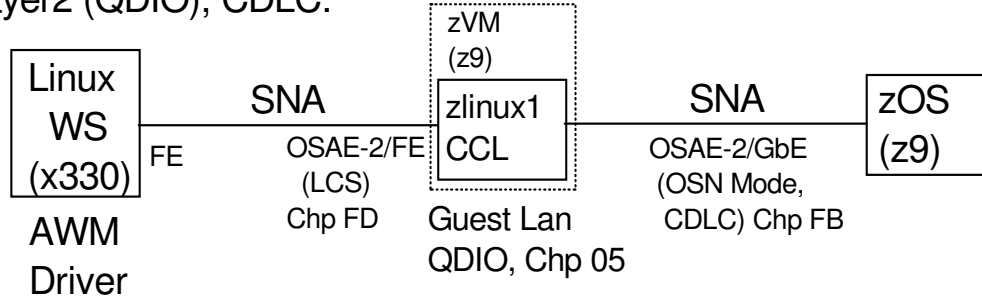 Layer2 (QDIO), CDLC.
Linux
WS
(x330)
FE
AWM
Driver
SNA
OSAE-2/FE
(LCS)
Chp FD
zVM
(z9)
zlinux1
CCL
Guest Lan
QDIO, Chp 05
SNA
OSAE-2/GbE
(OSN Mode,
CDLC) Chp FB
zOS
(z9)